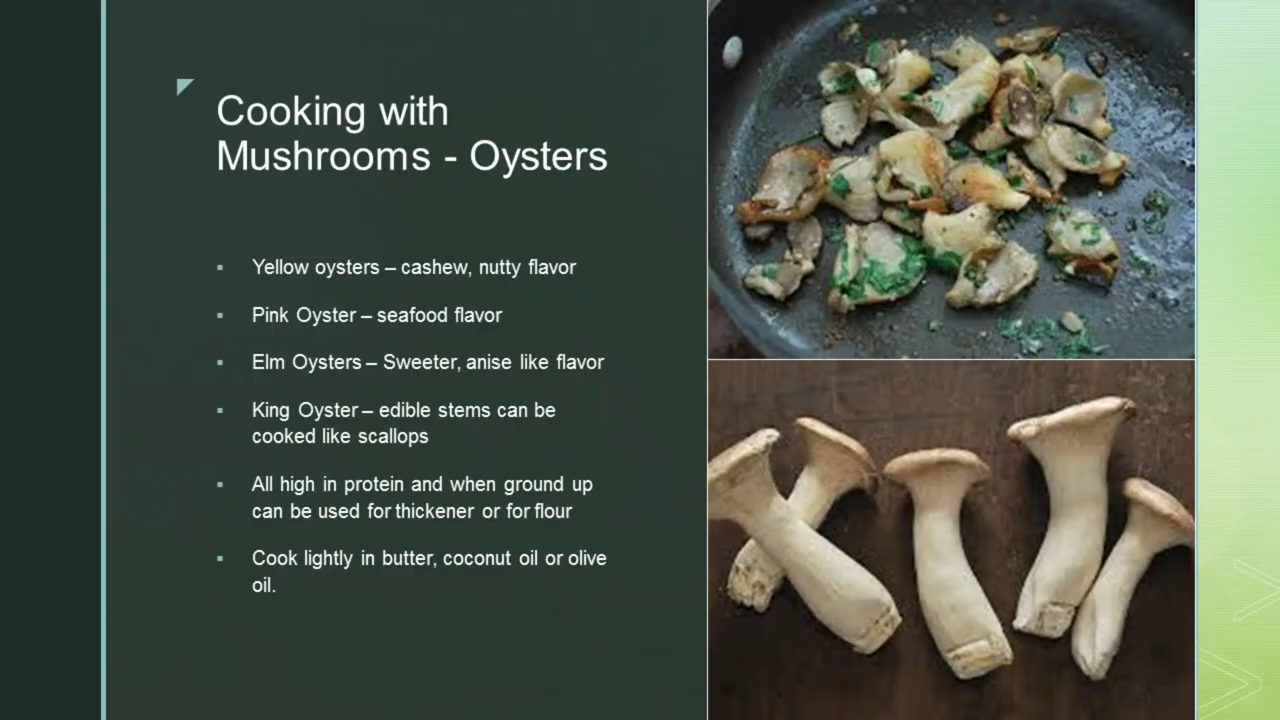 Cooking with
Mushrooms - Oysters
▪ Yellow oysters – cashew, nutty flavor
▪ Pink Oyster – seafood flavor
▪ Elm Oysters – Sweeter, anise like flavor
▪ King Oyster – edible stems can be
cooked like scallops
▪ All high in protein and when ground up
can be used for thickener or for flour
▪ Cook lightly in butter, coconut oil or olive
oil.